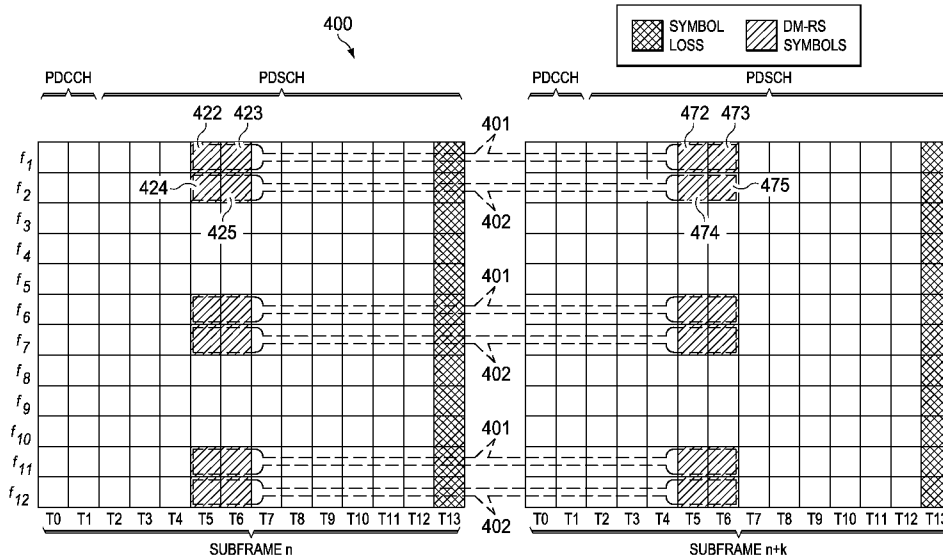 400
SYMBOL LOSS
DM-RS SYMBOLS
PDCCH PDSCH PDCCH PDSCH
422 423 401 472 473
f1
424 f2 475
425 402 474
f3
f4
f5
401
f6
f7
402
f8
f9
f10
401
f11
f12
402
T0 T1 T2 T3 T4 T5 T6 T7 T8 T9 T10 T11 T12 T13 T0 T1 T2 T3 T4 T5 T6 T7 T8 T9 T10 T11 T12 T13
SUBFRAME n SUBFRAME n+k